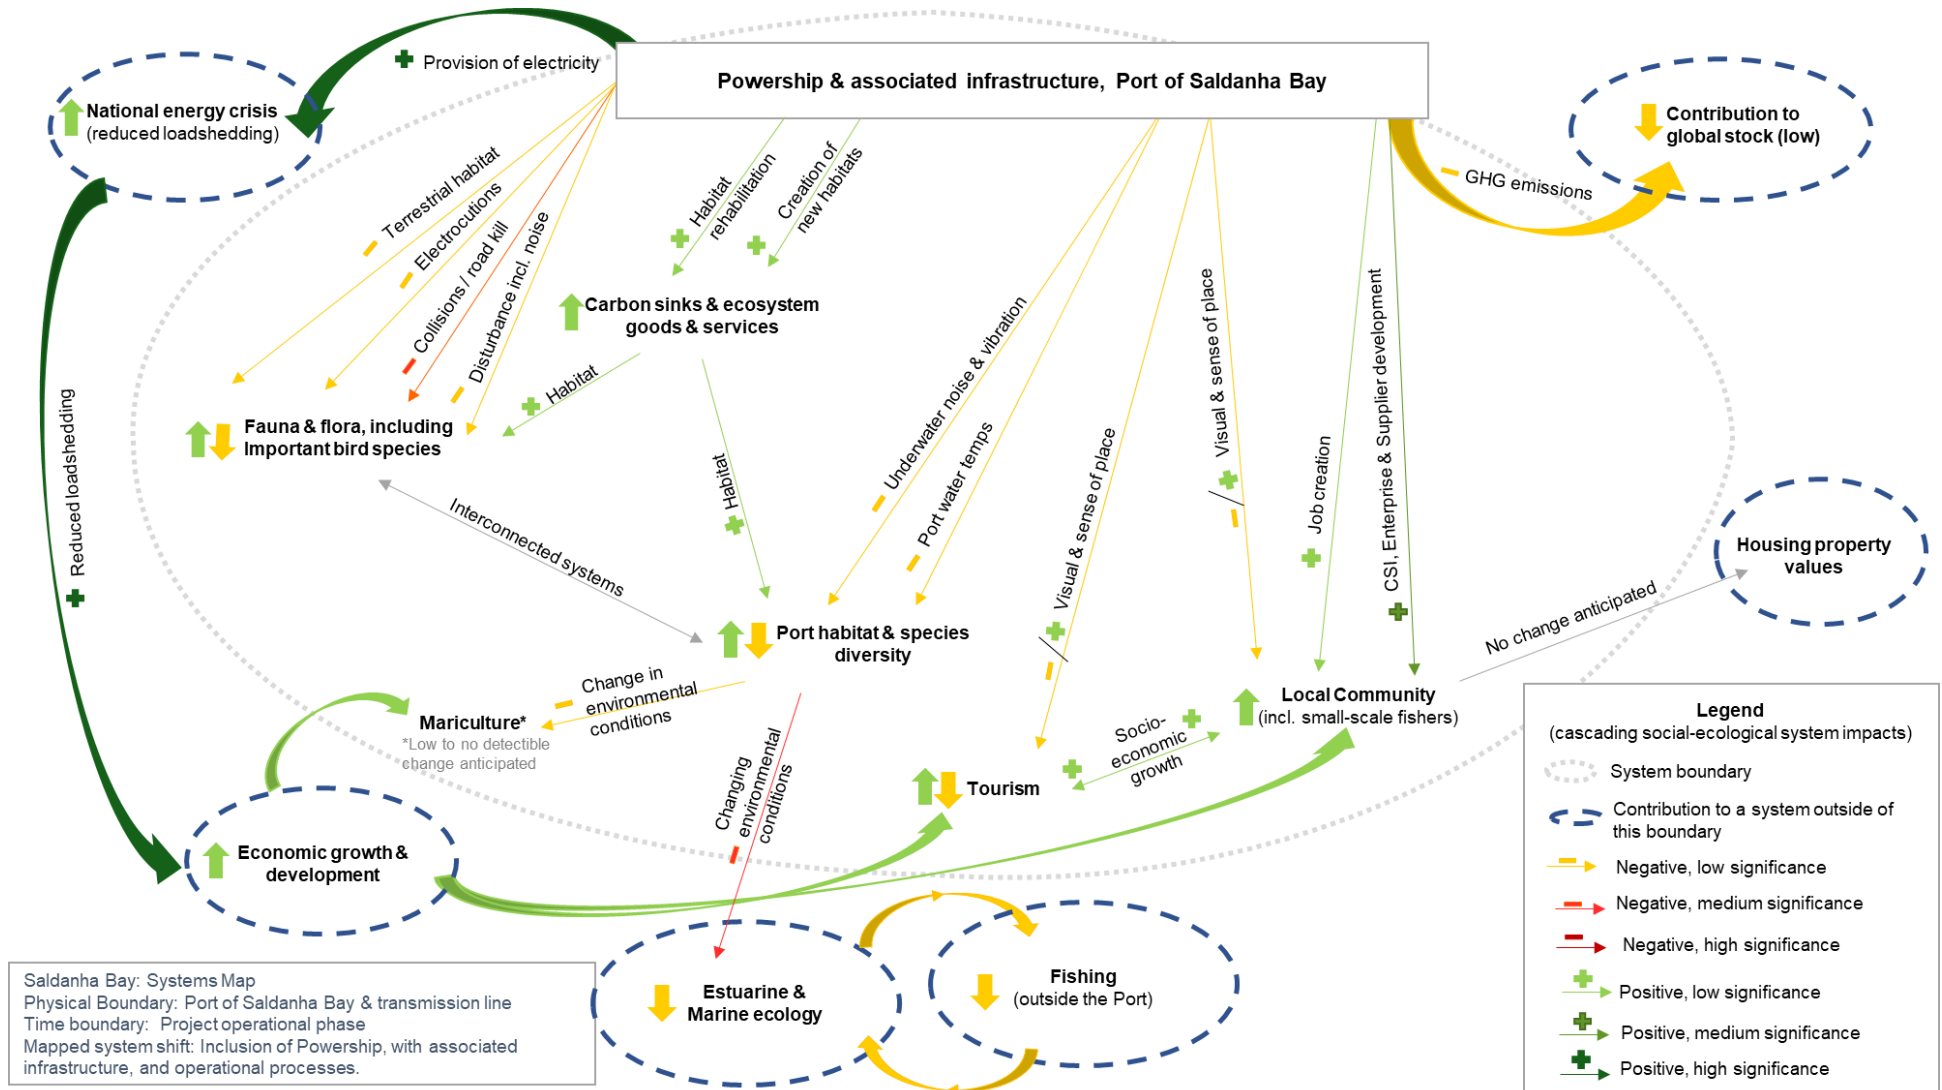 Powership & associated infrastructure, Port of Saldanha Bay
Provision of electricity
National energy crisis
(reduced loadshedding)
Contribution to
global stock (low)
GHG emissions
Terrestrial habitat
Electrocutions
Collisions / road kill
Disturbance incl. noise
Habitat
rehabilitation
Creation of
new habitats
Carbon sinks & ecosystem
goods & services
Habitat
Habitat
Underwater noise & vibration
Port water temps
Visual & sense of place
Visual & sense of place
Job creation
CSI, Enterprise & Supplier development
Fauna & flora, including
Important bird species
Interconnected systems
Reduced loadshedding
Housing property
values
No change anticipated
Port habitat & species
diversity
Change in
environmental
conditions
Mariculture*
*Low to no detectible
change anticipated
Changing
environmental
conditions
Local Community
(incl. small-scale fishers)
Socio-
economic
growth
Tourism
Economic growth &
development
Estuarine &
Marine ecology
Fishing
(outside the Port)
Saldanha Bay: Systems Map
Physical Boundary: Port of Saldanha Bay & transmission line
Time boundary: Project operational phase
Mapped system shift: Inclusion of Powership, with associated
infrastructure, and operational processes.
Legend
(cascading social-ecological system impacts)
System boundary
Contribution to a system outside of
this boundary
Negative, low significance
Negative, medium significance
Negative, high significance
Positive, low significance
Positive, medium significance
Positive, high significance